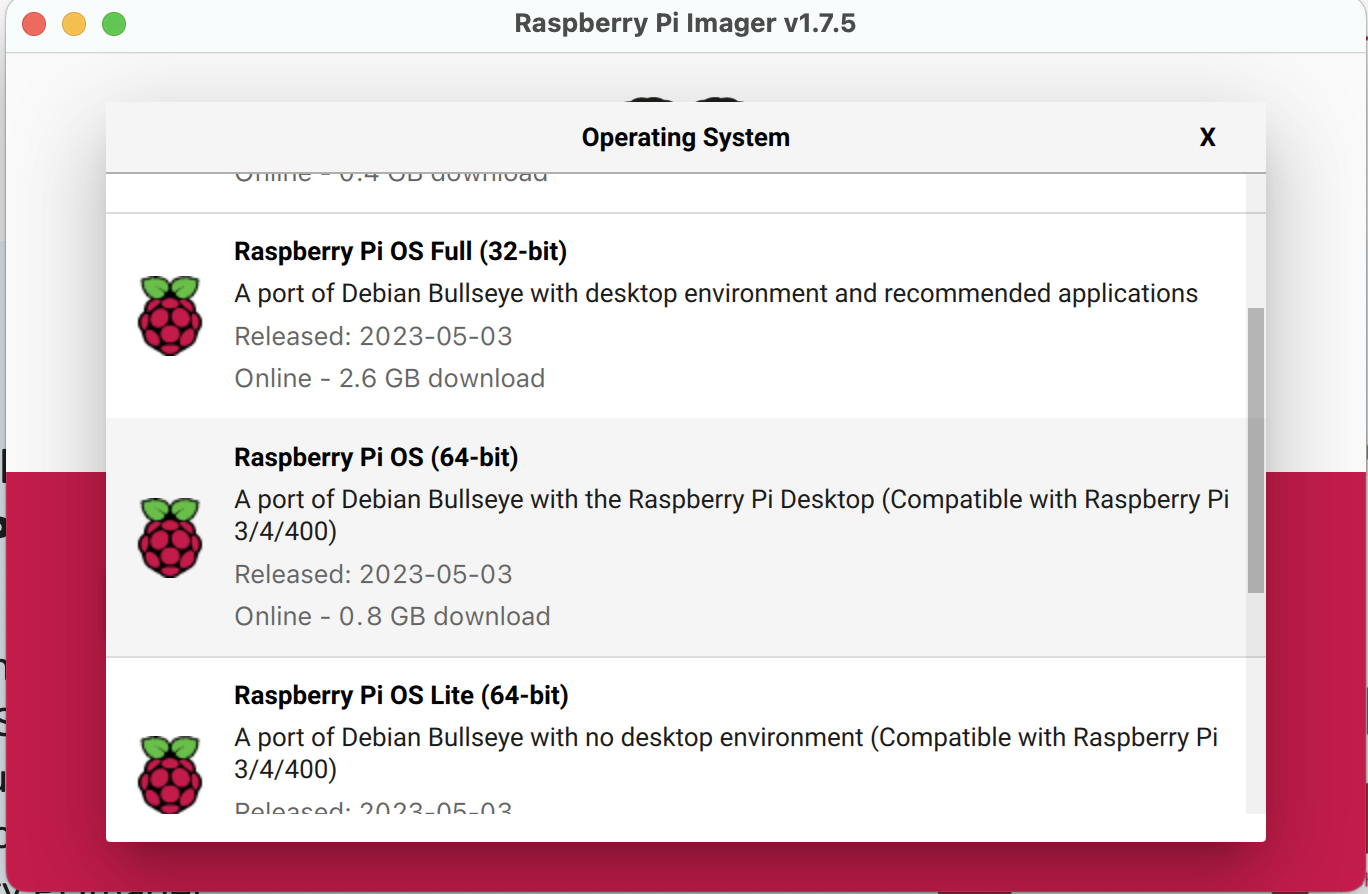 Raspberry Pi Imager v1.7.5
Operating System
X
Online - 0.4 GB download
Raspberry Pi OS Full (32-bit)
A port of Debian Bullseye with desktop environment and recommended applications
Released: 2023-05-03
Online - 2.6 GB download
Raspberry Pi OS (64-bit)
A port of Debian Bullseye with the Raspberry Pi Desktop (Compatible with Raspberry Pi
3/4/400)
Released: 2023-05-03
Online - 0.8 GB download
Raspberry Pi OS Lite (64-bit)
A port of Debian Bullseye with no desktop environment (Compatible with Raspberry Pi
3/4/400)
Released: 2023-05-03